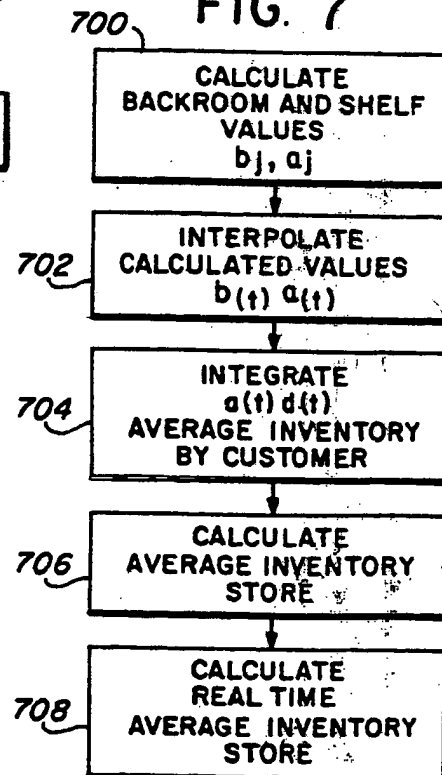 FIG. 7
700
CALCULATE
BACKROOM AND SHELF
VALUES
bj, aj
702
INTERPOLATE
CALCULATED VALUES
b(t) a(t)
704
INTEGRATE
a(t) d(t)
AVERAGE INVENTORY
BY CUSTOMER
706
CALCULATE
AVERAGE INVENTORY
STORE
708
CALCULATE
REAL TIME
AVERAGE INVENTORY
STORE